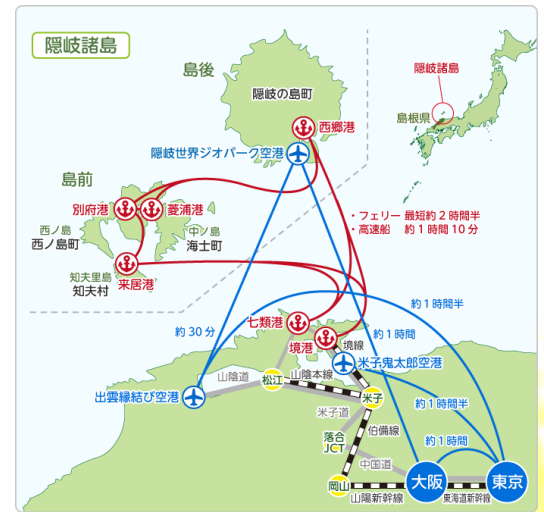 隠岐諸島
島後
隠岐の島町
西郷港
隠岐世界ジオパーク空港
隠岐諸島
島根県
島前
別府港
菱浦港
西ノ島
西ノ島町
中ノ島
海士町
知夫里島
知夫村
来居港
・フェリー 最短約2時間半
・高速船 約1時間10分
約1時間半
約30分
七類港
境港
境線
約1時間
米子鬼太郎空港
山陰道
松江
山陰本線
出雲縁結び空港
米子
米子道
伯備線
落合
JCT
中国道
約1時間半
約1時間
岡山
山陽新幹線
大阪
東海道新幹線
東京